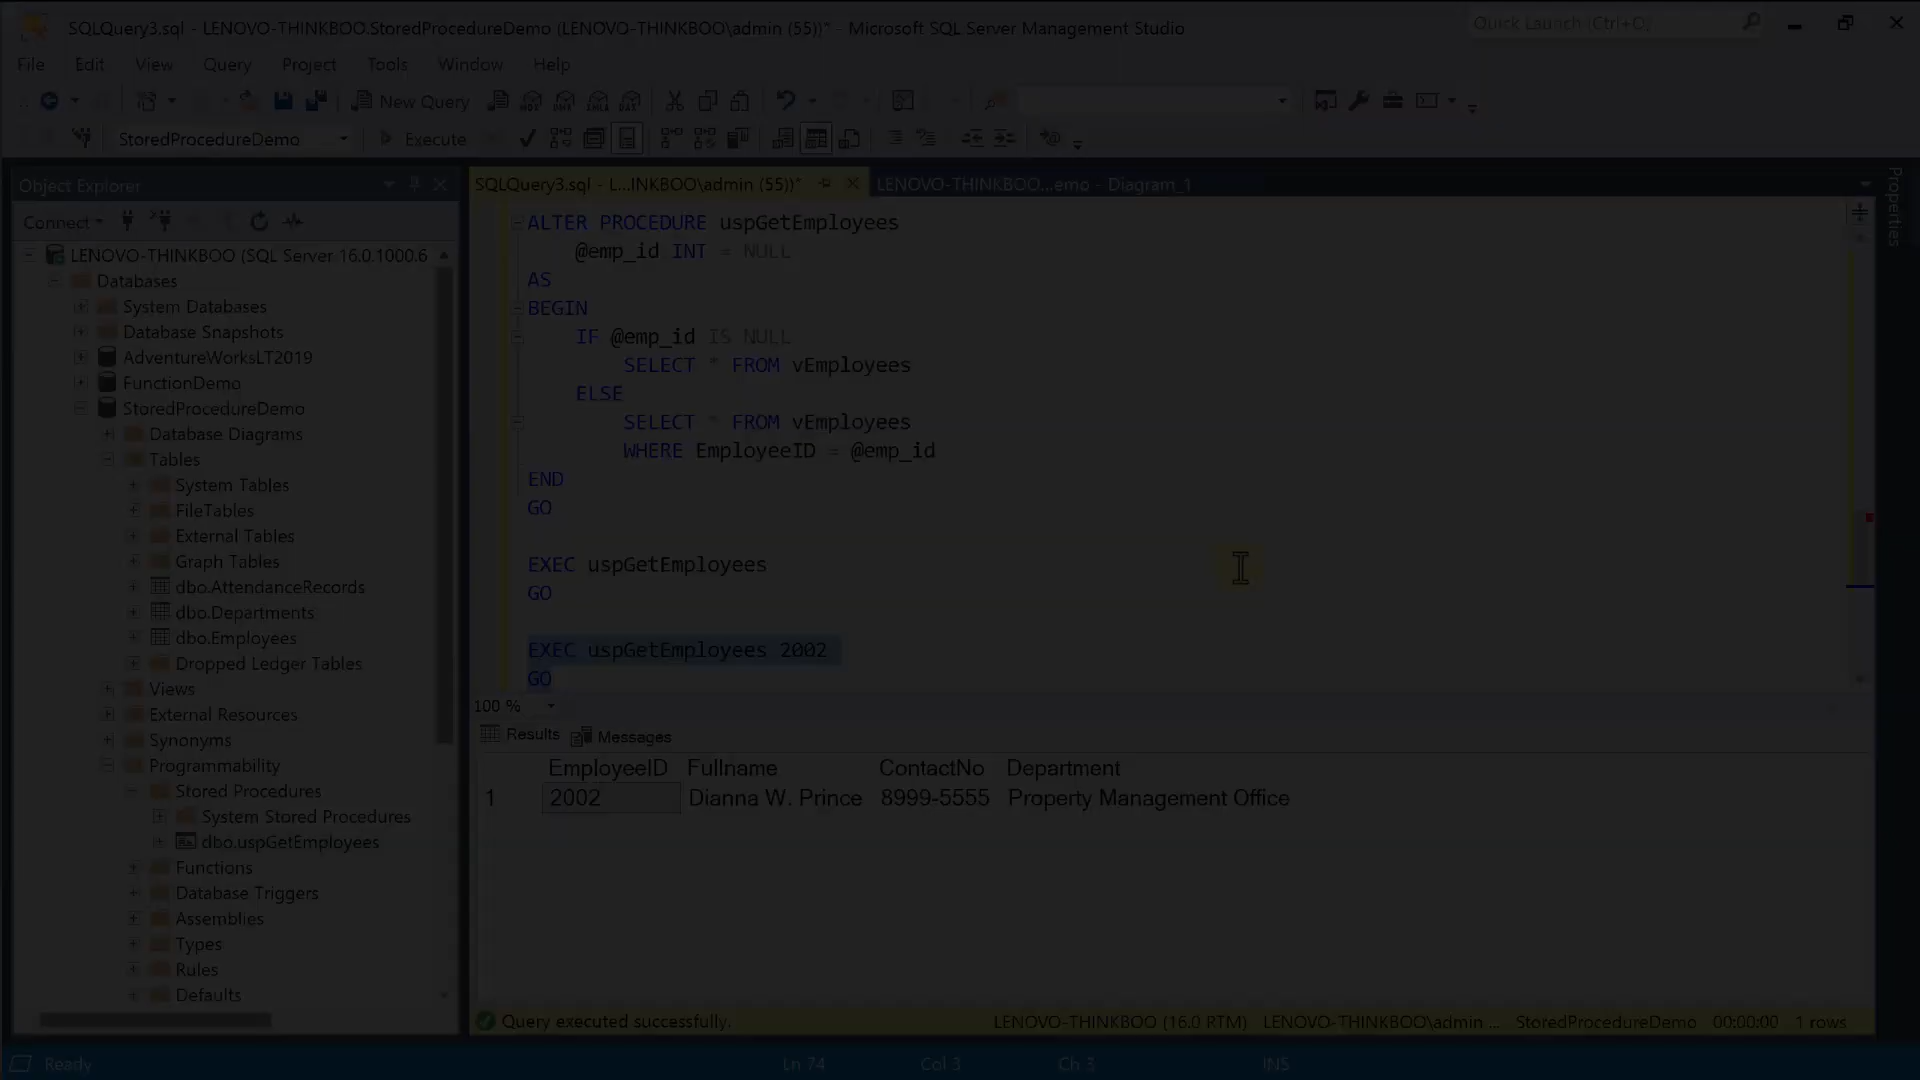 SQLQuery3.sql - LENOVO-THINKBOO.StoredProcedureDemo (LENOVO-THINKBOO\admin (55))* - Microsoft SQL Server Management Studio
Quick Launch (Ctrl+Q)
File Edit View Query Project Tools Window Help
New Query
StoredProcedureDemo Execute
Object Explorer
Connect
LENOVO-THINKBOO (SQL Server 16.0.1000.6
Databases
System Databases
Database Snapshots
AdventureWorksLT2019
FunctionDemo
StoredProcedureDemo
Database Diagrams
Tables
System Tables
FileTables
External Tables
Graph Tables
dbo.AttendanceRecords
dbo.Departments
dbo.Employees
Dropped Ledger Tables
Views
External Resources
Synonyms
Programmability
Stored Procedures
System Stored Procedures
dbo.uspGetEmployees
Functions
Database Triggers
Assemblies
Types
Rules
Defaults
SQLQuery3.sql - L...INKBOO\admin (55))* LENOVO-THINKBOO...emo - Diagram_1
ALTER PROCEDURE uspGetEmployees
@emp_id INT = NULL
AS
BEGIN
IF @emp_id IS NULL
SELECT * FROM vEmployees
ELSE
SELECT * FROM vEmployees
WHERE EmployeeID = @emp_id
END
GO
EXEC uspGetEmployees
GO
EXEC uspGetEmployees 2002
GO
100 %
Results Messages
EmployeeID Fullname ContactNo Department
1 2002 Dianna W. Prince 8999-5555 Property Management Office
Query executed successfully. LENOVO-THINKBOO (16.0 RTM) LENOVO-THINKBOO\admin ... StoredProcedureDemo 00:00:00 1 rows
Properties
Ready Ln 74 Col 3 Ch 3 INS